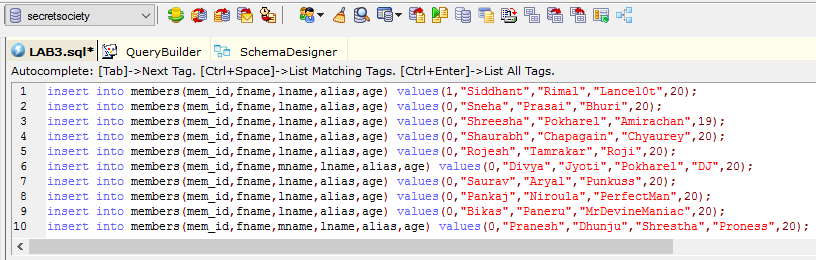 secretsociety
LAB3.sql* QueryBuilder SchemaDesigner
Autocomplete: [Tab]->Next Tag. [Ctrl+Space]->List Matching Tags. [Ctrl+Enter]->List All Tags.
1 insert into members(mem_id,fname,lname,alias,age) values(1,"Siddhant","Rimal","Lancel0t",20);
2 insert into members(mem_id,fname,lname,alias,age) values(0,"Sneha","Prasai","Bhuri",20);
3 insert into members(mem_id,fname,lname,alias,age) values(0,"Shreesha","Pokharel","Amirachan",19);
4 insert into members(mem_id,fname,lname,alias,age) values(0,"Shaurabh","Chapagain","Chyaurey",20);
5 insert into members(mem_id,fname,lname,alias,age) values(0,"Rojesh","Tamrakar","Roji",20);
6 insert into members(mem_id,fname,mname,lname,alias,age) values(0,"Divya","Jyoti","Pokharel","DJ",20);
7 insert into members(mem_id,fname,lname,alias,age) values(0,"Saurav","Aryal","Punkuss",20);
8 insert into members(mem_id,fname,lname,alias,age) values(0,"Pankaj","Niroula","PerfectMan",20);
9 insert into members(mem_id,fname,lname,alias,age) values(0,"Bikas","Paneru","MrDevineManiac",20);
10 insert into members(mem_id,fname,mname,lname,alias,age) values(0,"Pranesh","Dhunju","Shrestha","Proness",20);